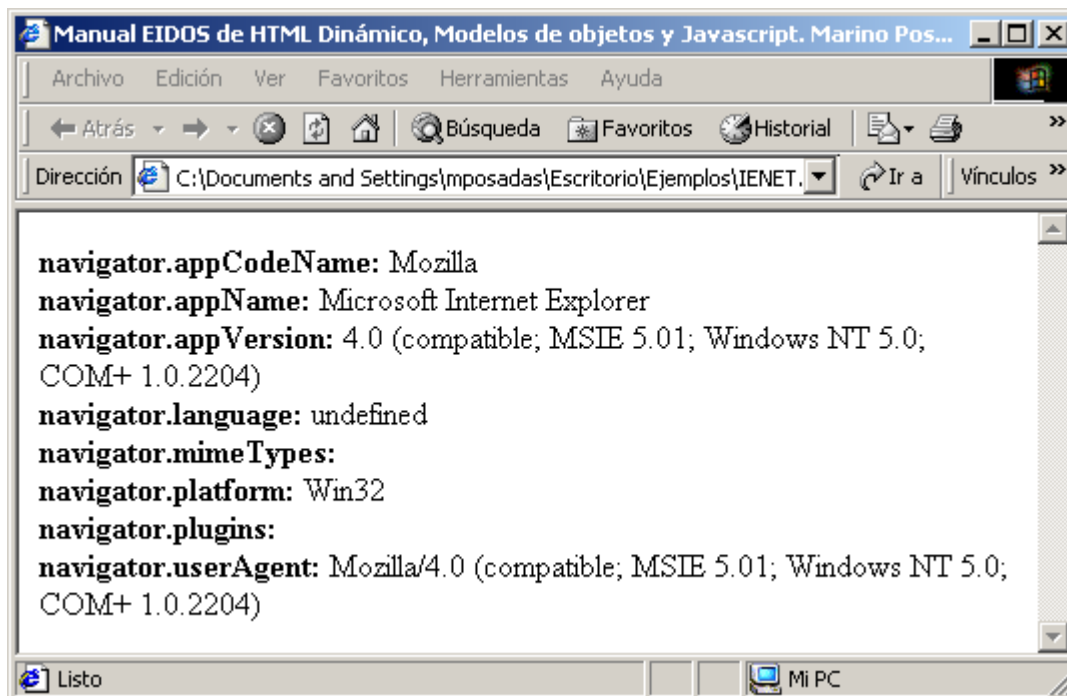 Manual EIDOS de HTML Dinámico, Modelos de objetos y Javascript. Marino Pos...
Archivo Edición Ver Favoritos Herramientas Ayuda
Atrás Búsqueda Favoritos Historial »
Dirección C:\Documents and Settings\mposadas\Escritorio\Ejemplos\IENET. Ir a Vínculos »
navigator.appCodeName: Mozilla
navigator.appName: Microsoft Internet Explorer
navigator.appVersion: 4.0 (compatible; MSIE 5.01; Windows NT 5.0;
COM+ 1.0.2204)
navigator.language: undefined
navigator.mimeTypes:
navigator.platform: Win32
navigator.plugins:
navigator.userAgent: Mozilla/4.0 (compatible; MSIE 5.01; Windows NT 5.0;
COM+ 1.0.2204)
Listo Mi PC